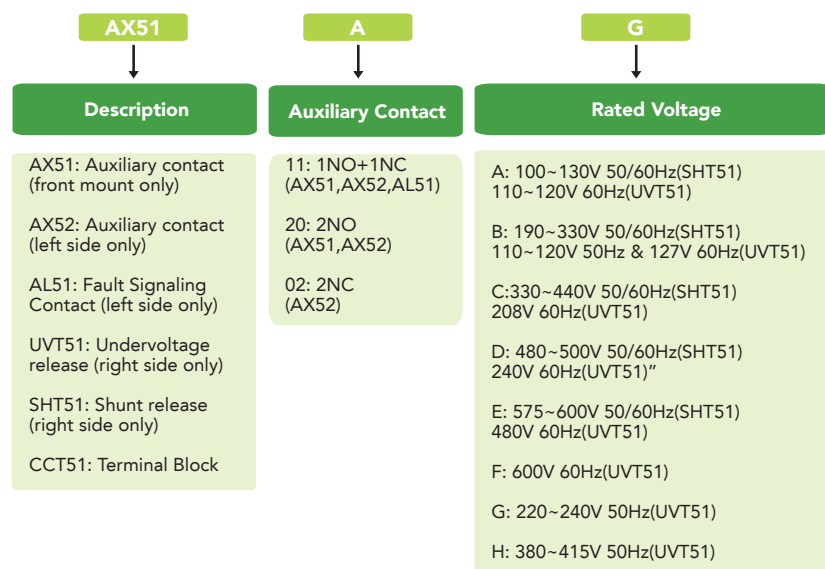 AX51
A
G
Description
Auxiliary Contact
Rated Voltage
AX51: Auxiliary contact
(front mount only)
AX52: Auxiliary contact
(left side only)
AL51: Fault Signaling
Contact (left side only)
UVT51: Undervoltage
release (right side only)
SHT51: Shunt release
(right side only)
CCT51: Terminal Block
11: 1NO+1NC
(AX51,AX52,AL51)
20: 2NO
(AX51,AX52)
02: 2NC
(AX52)
A: 100~130V 50/60Hz(SHT51)
110~120V 60Hz(UVT51)
B: 190~330V 50/60Hz(SHT51)
110~120V 50Hz & 127V 60Hz(UVT51)
C:330~440V 50/60Hz(SHT51)
208V 60Hz(UVT51)
D: 480~500V 50/60Hz(SHT51)
240V 60Hz(UVT51)”
E: 575~600V 50/60Hz(SHT51)
480V 60Hz(UVT51)
F: 600V 60Hz(UVT51)
G: 220~240V 50Hz(UVT51)
H: 380~415V 50Hz(UVT51)